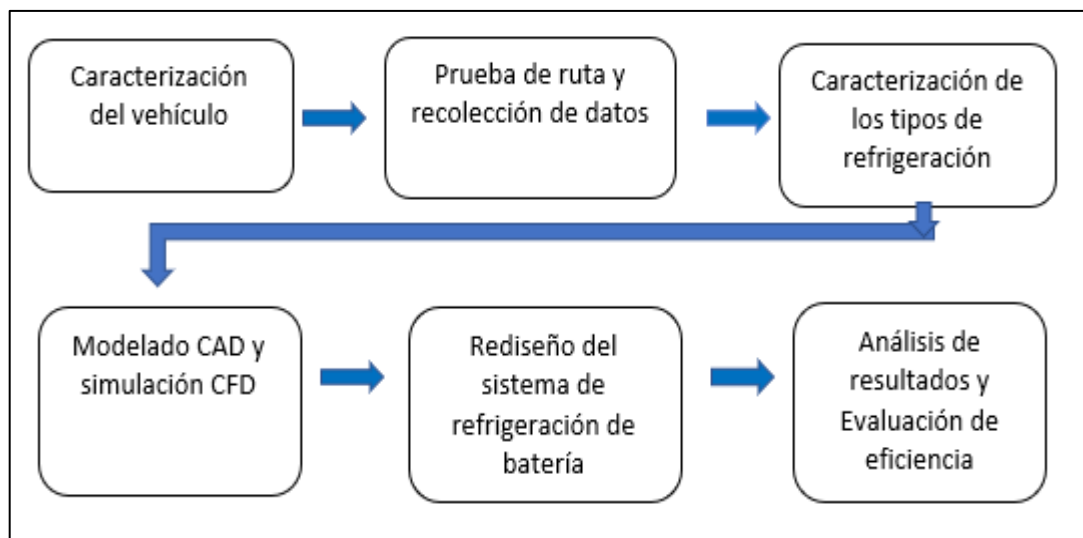 Caracterización
del vehículo
Prueba de ruta y
recolección de datos
Caracterización de
los tipos de
refrigeración
Modelado CAD y
simulación CFD
Rediseño del
sistema de
refrigeración de
batería
Análisis de
resultados y
Evaluación de
eficiencia